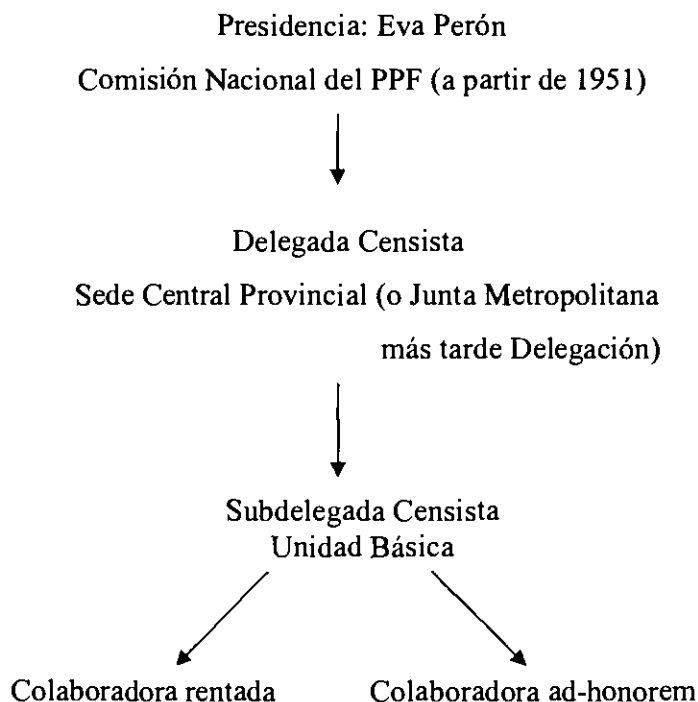 Presidencia: Eva Perón
Comisión Nacional del PPF (a partir de 1951)
Delegada Censista
Sede Central Provincial (o Junta Metropolitana
más tarde Delegación)
Subdelegada Censista
Unidad Básica
Colaboradora rentada
Colaboradora ad-honorem